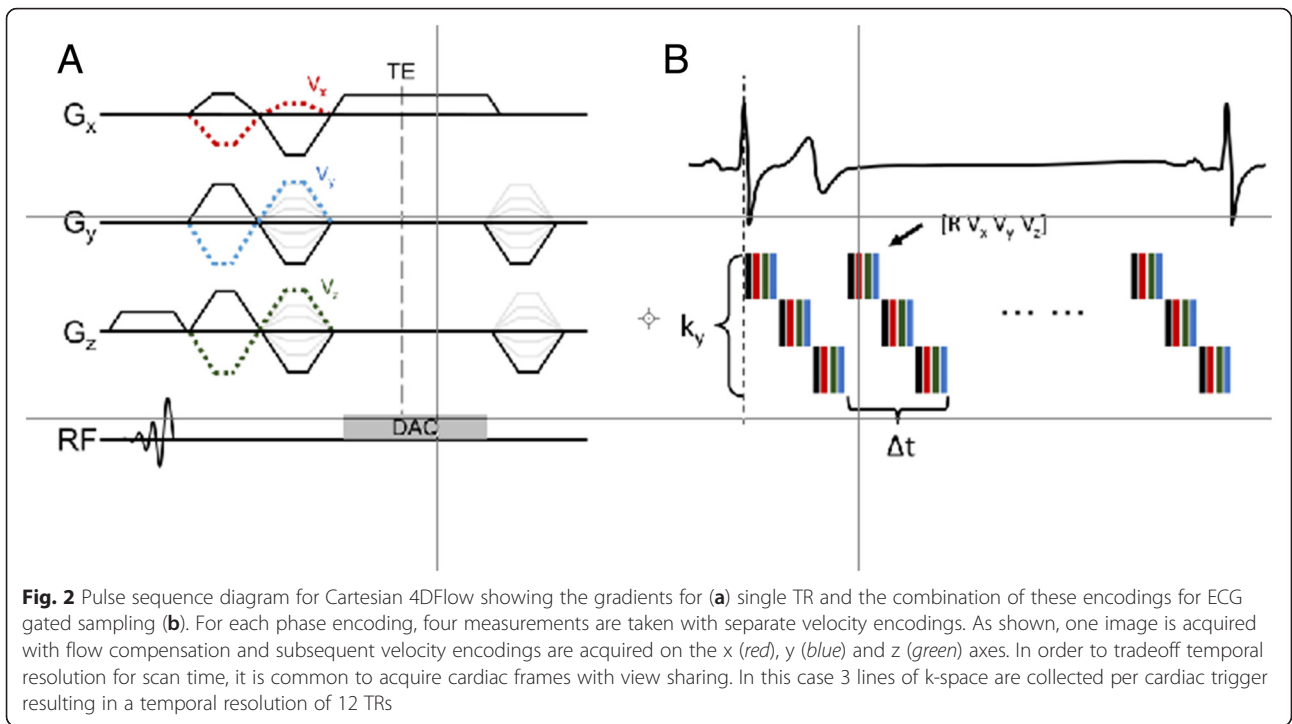 A
B
TE
Vx
Gx
Vy
Gy
[R Vx Vy Vz]
Vz
Gz
ky
DAQ
RF
Δt
Fig. 2 Pulse sequence diagram for Cartesian 4DFlow showing the gradients for (a) single TR and the combination of these encodings for ECG
gated sampling (b). For each phase encoding, four measurements are taken with separate velocity encodings. As shown, one image is acquired
with flow compensation and subsequent velocity encodings are acquired on the x (red), y (blue) and z (green) axes. In order to tradeoff temporal
resolution for scan time, it is common to acquire cardiac frames with view sharing. In this case 3 lines of k-space are collected per cardiac trigger
resulting in a temporal resolution of 12 TRs